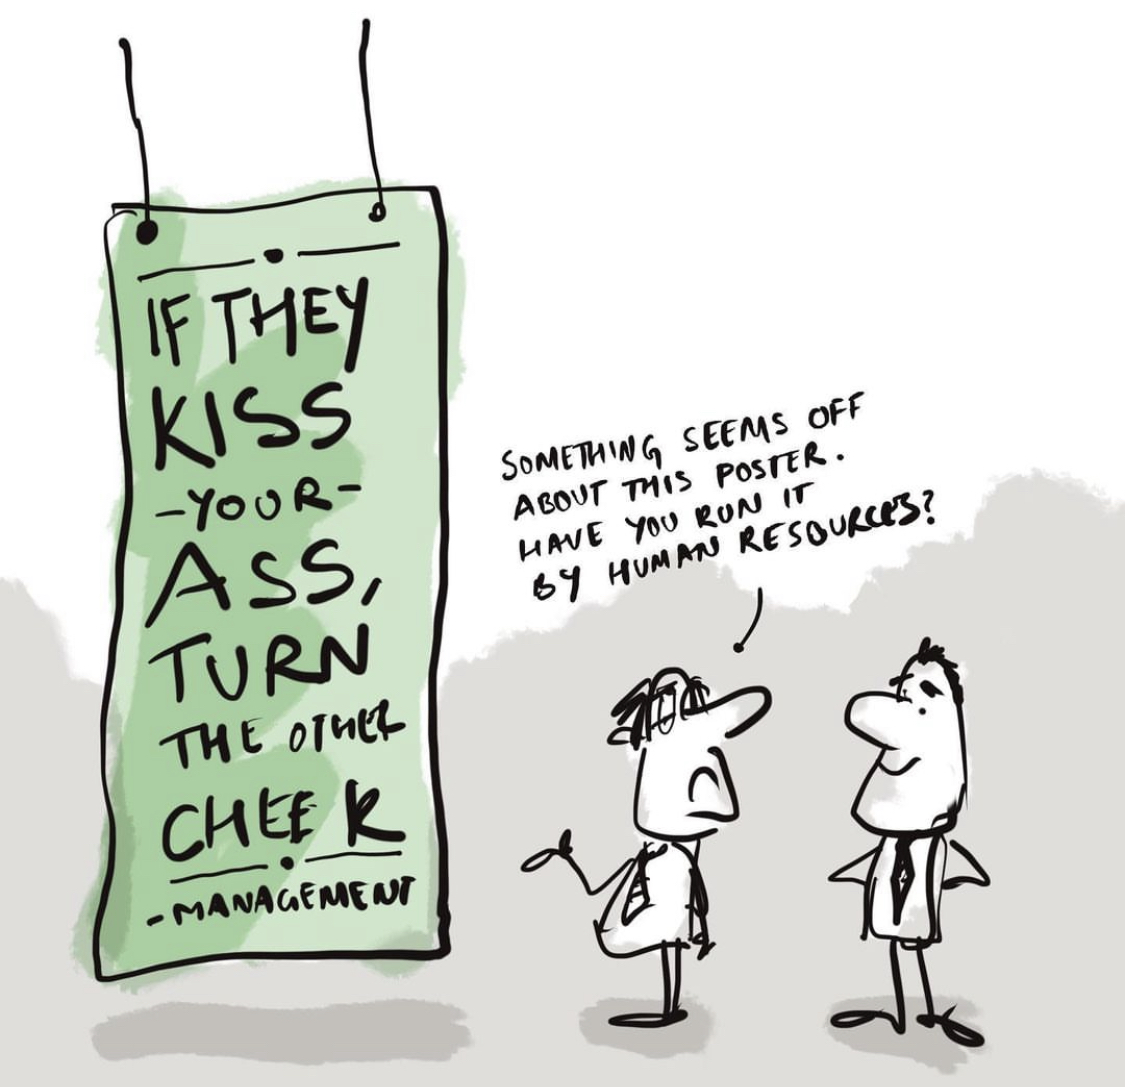 IF THEY
KISS
-YOUR-
ASS,
TURN
THE OTHER
CHEEK
-MANAGEMENT
SOMETHING SEEMS OFF
ABOUT THIS POSTER.
HAVE YOU RUN IT
BY HUMAN RESOURCES?